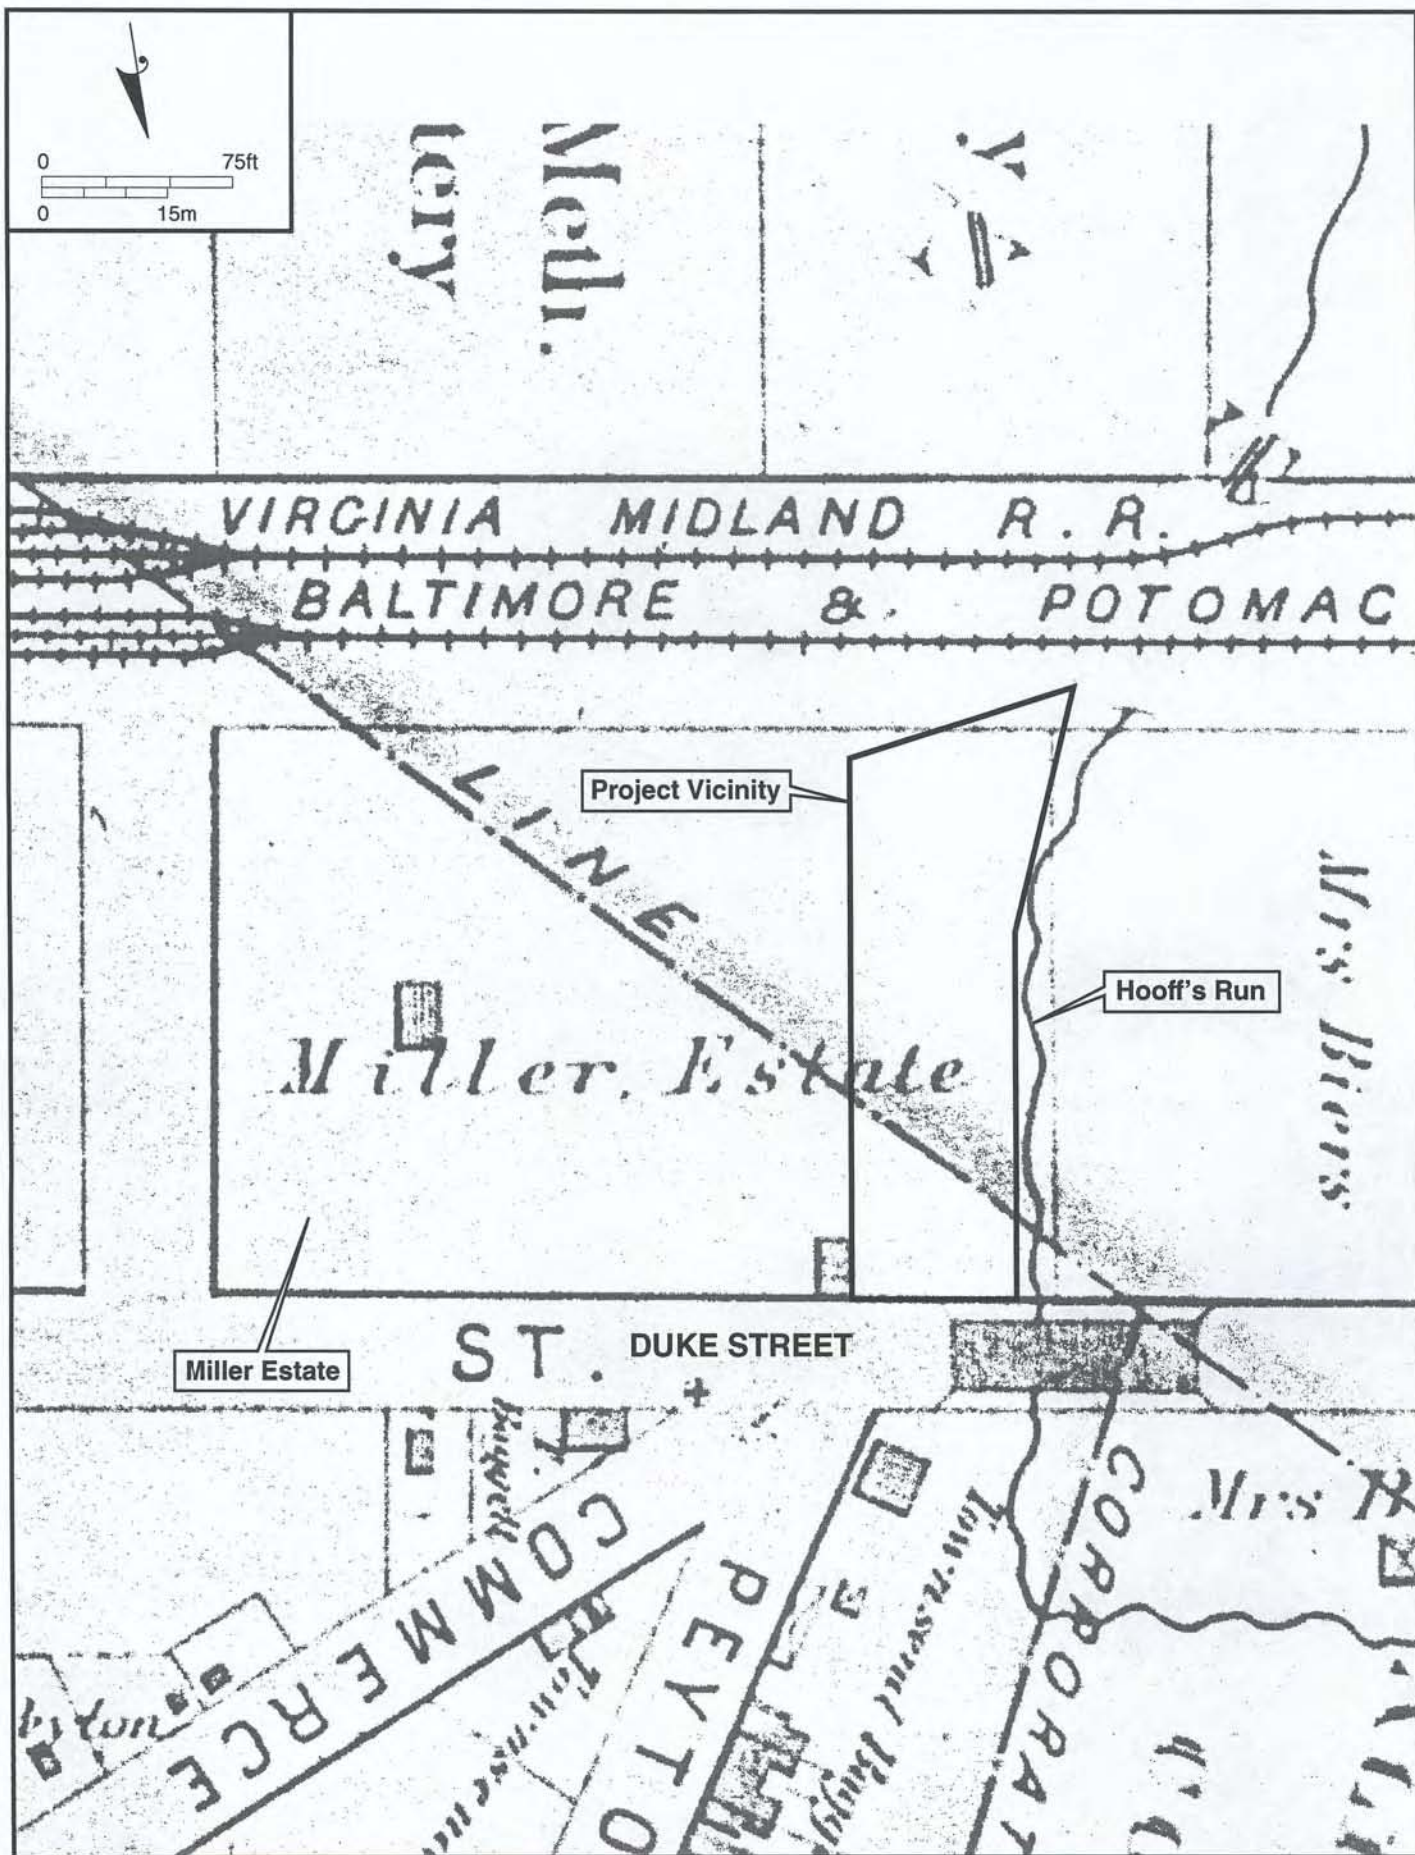 0 75ft
0 15m
Meth.
tery
y.
VIRGINIA MIDLAND R. R.
BALTIMORE & POTOMAC
LINE
Project Vicinity
Hooff's Run
Mrs Biers
Miller. Estate
Miller Estate
ST. DUKE STREET
COMMERCE
PEYTO
Townsend
CORPORAT
Mrs